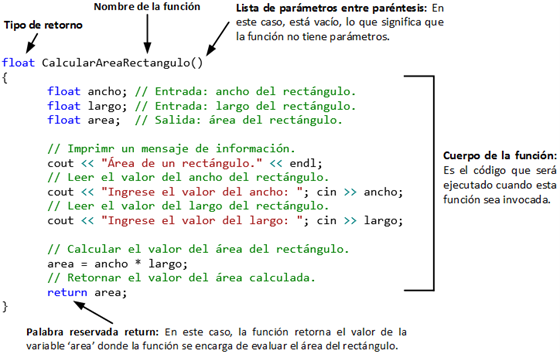 Nombre de la función
Lista de parámetros entre paréntesis: En
este caso, está vacío, lo que significa que
la función no tiene parámetros.
Tipo de retorno
float CalcularAreaRectangulo()
{
float ancho; // Entrada: ancho del rectángulo.
float largo; // Entrada: largo del rectángulo.
float area; // Salida: área del rectángulo.
// Imprimr un mensaje de información.
cout << "Área de un rectángulo." << endl;
// Leer el valor del ancho del rectángulo.
cout << "Ingrese el valor del ancho: "; cin >> ancho;
// Leer el valor del largo del rectángulo.
cout << "Ingrese el valor del largo: "; cin >> largo;
// Calcular el valor del área del rectángulo.
area = ancho * largo;
// Retornar el valor del área calculada.
return area;
}
Cuerpo de la función:
Es el código que será
ejecutado cuando esta
función sea invocada.
Palabra reservada return: En este caso, la función retorna el valor de la
variable ‘area’ donde la función se encarga de evaluar el área del rectángulo.